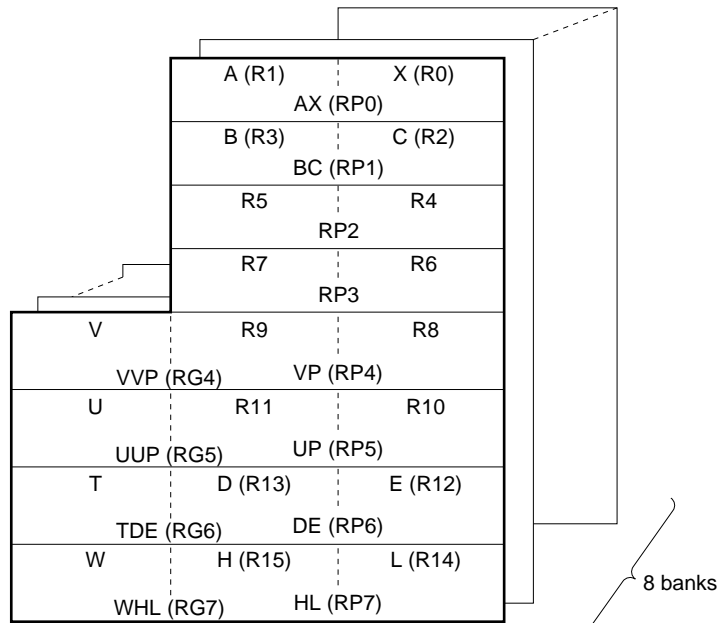 A (R1) X (R0)
AX (RP0)
B (R3) C (R2)
BC (RP1)
R5 R4
RP2
R7 R6
RP3
V R9 R8
VVP (RG4) VP (RP4)
U R11 R10
UUP (RG5) UP (RP5)
T D (R13) E (R12)
TDE (RG6) DE (RP6)
W H (R15) L (R14)
WHL (RG7) HL (RP7)
8 banks